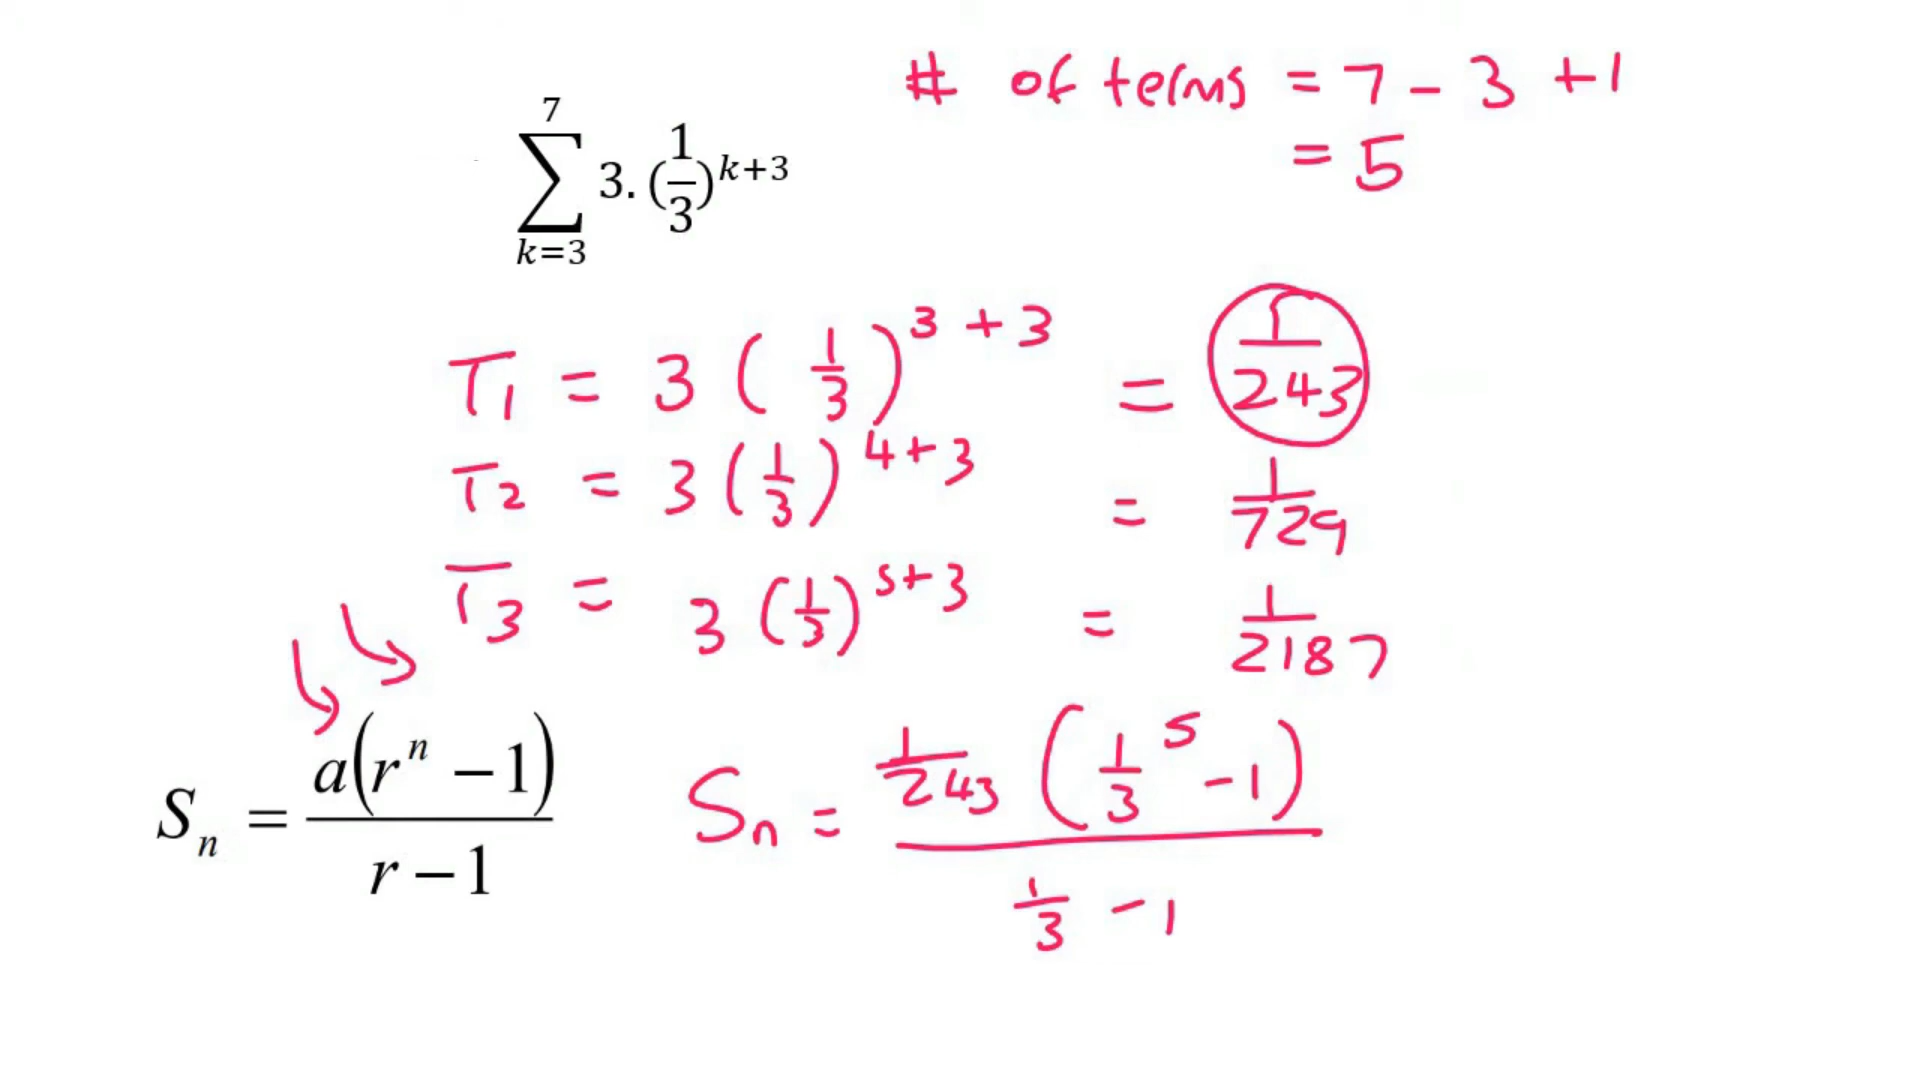 # of terms = 7 - 3 + 1
= 5
7
∑ 3. (1/3)^{k+3}
k=3
T1 = 3 (1/3)^{3+3} = 1/243
T2 = 3 (1/3)^{4+3} = 1/729
T3 = 3 (1/3)^{5+3} = 1/2187
S_n = a(r^n − 1) / r − 1
S_n = 1/243 (1/3^5 - 1) / 1/3 - 1